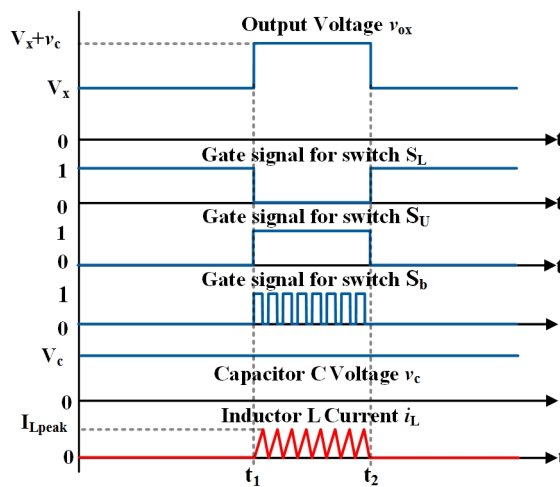 Output Voltage vox
Vx+vc
Vx
0
t
Gate signal for switch SL
1
0
t
Gate signal for switch SU
1
0
t
Gate signal for switch Sb
1
0
Vc
Capacitor C Voltage vc
0
ILpeak
Inductor L Current iL
0
t1
t2